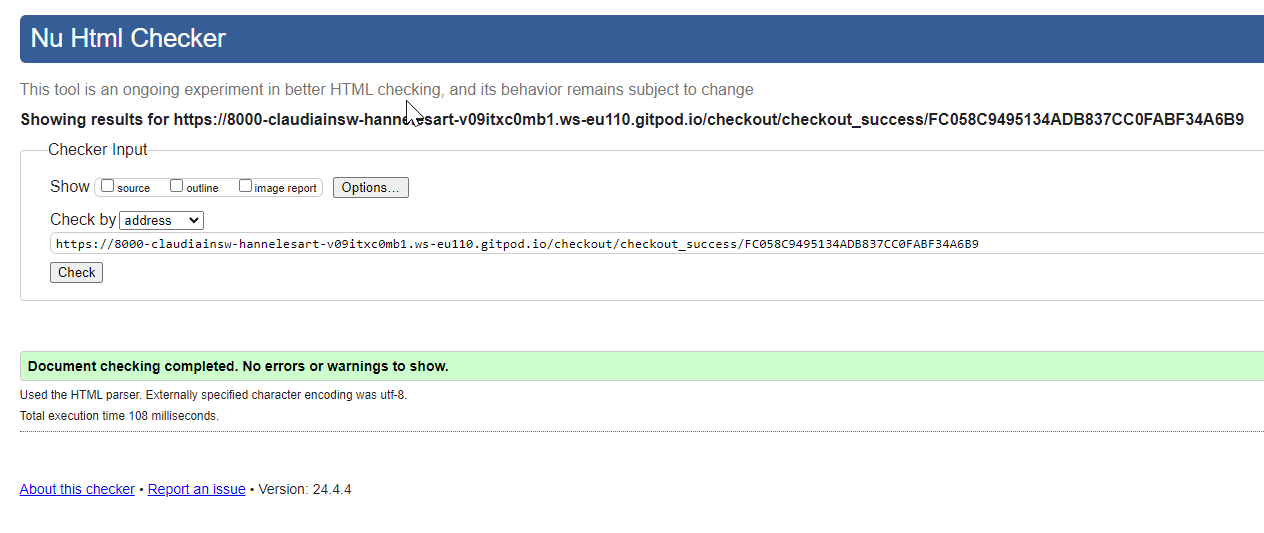 Nu Html Checker
This tool is an ongoing experiment in better HTML checking, and its behavior remains subject to change
Showing results for https://8000-claudiainsw-hannelesart-v09itxc0mb1.ws-eu110.gitpod.io/checkout/checkout_success/FC058C9495134ADB837CC0FABF34A6B9
Checker Input
Show source outline image report Options...
Check by address
https://8000-claudiainsw-hannelesart-v09itxc0mb1.ws-eu110.gitpod.io/checkout/checkout_success/FC058C9495134ADB837CC0FABF34A6B9
Check
Document checking completed. No errors or warnings to show.
Used the HTML parser. Externally specified character encoding was utf-8.
Total execution time 108 milliseconds.
About this checker • Report an issue • Version: 24.4.4